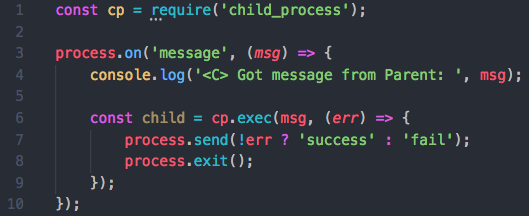 1 const cp = require('child_process');
2
3 process.on('message', (msg) => {
4 console.log('<C> Got message from Parent: ', msg);
5
6 const child = cp.exec(msg, (err) => {
7 process.send(!err ? 'success' : 'fail');
8 process.exit();
9 });
10 });